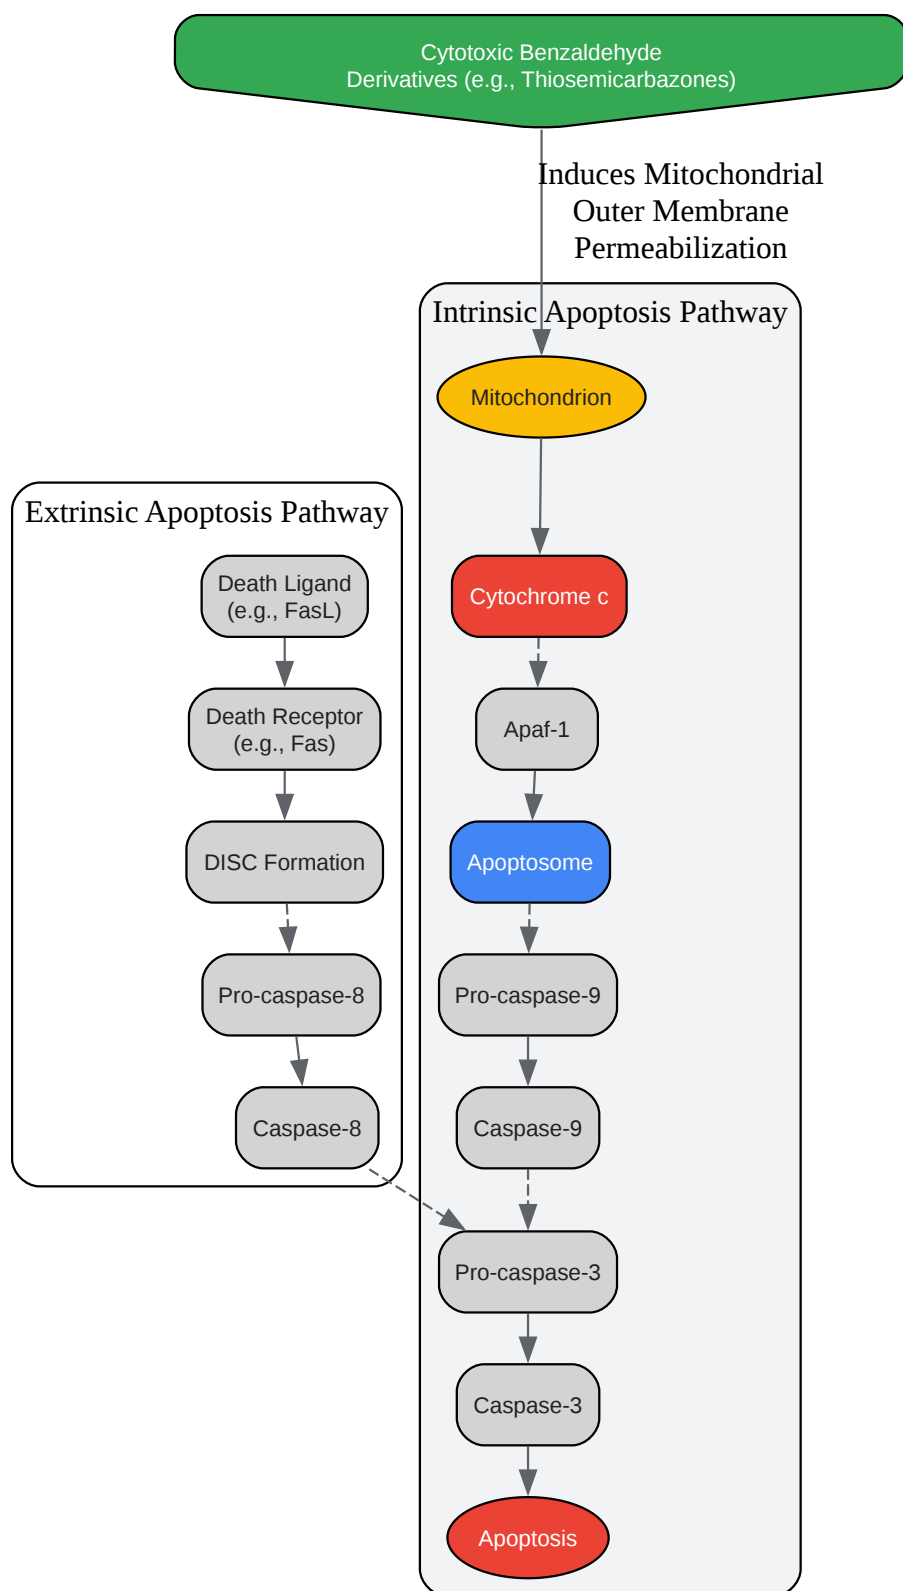 Cytotoxic Benzaldehyde
Derivatives (e.g., Thiosemicarbazones)
Induces Mitochondrial
Outer Membrane
Permeabilization
Intrinsic Apoptosis Pathway
Mitochondrion
Extrinsic Apoptosis Pathway
Death Ligand
(e.g., FasL)
Cytochrome c
Death Receptor
(e.g., Fas)
Apaf-1
DISC Formation
Apoptosome
Pro-caspase-8
Pro-caspase-9
Caspase-8
Caspase-9
Pro-caspase-3
Caspase-3
Apoptosis